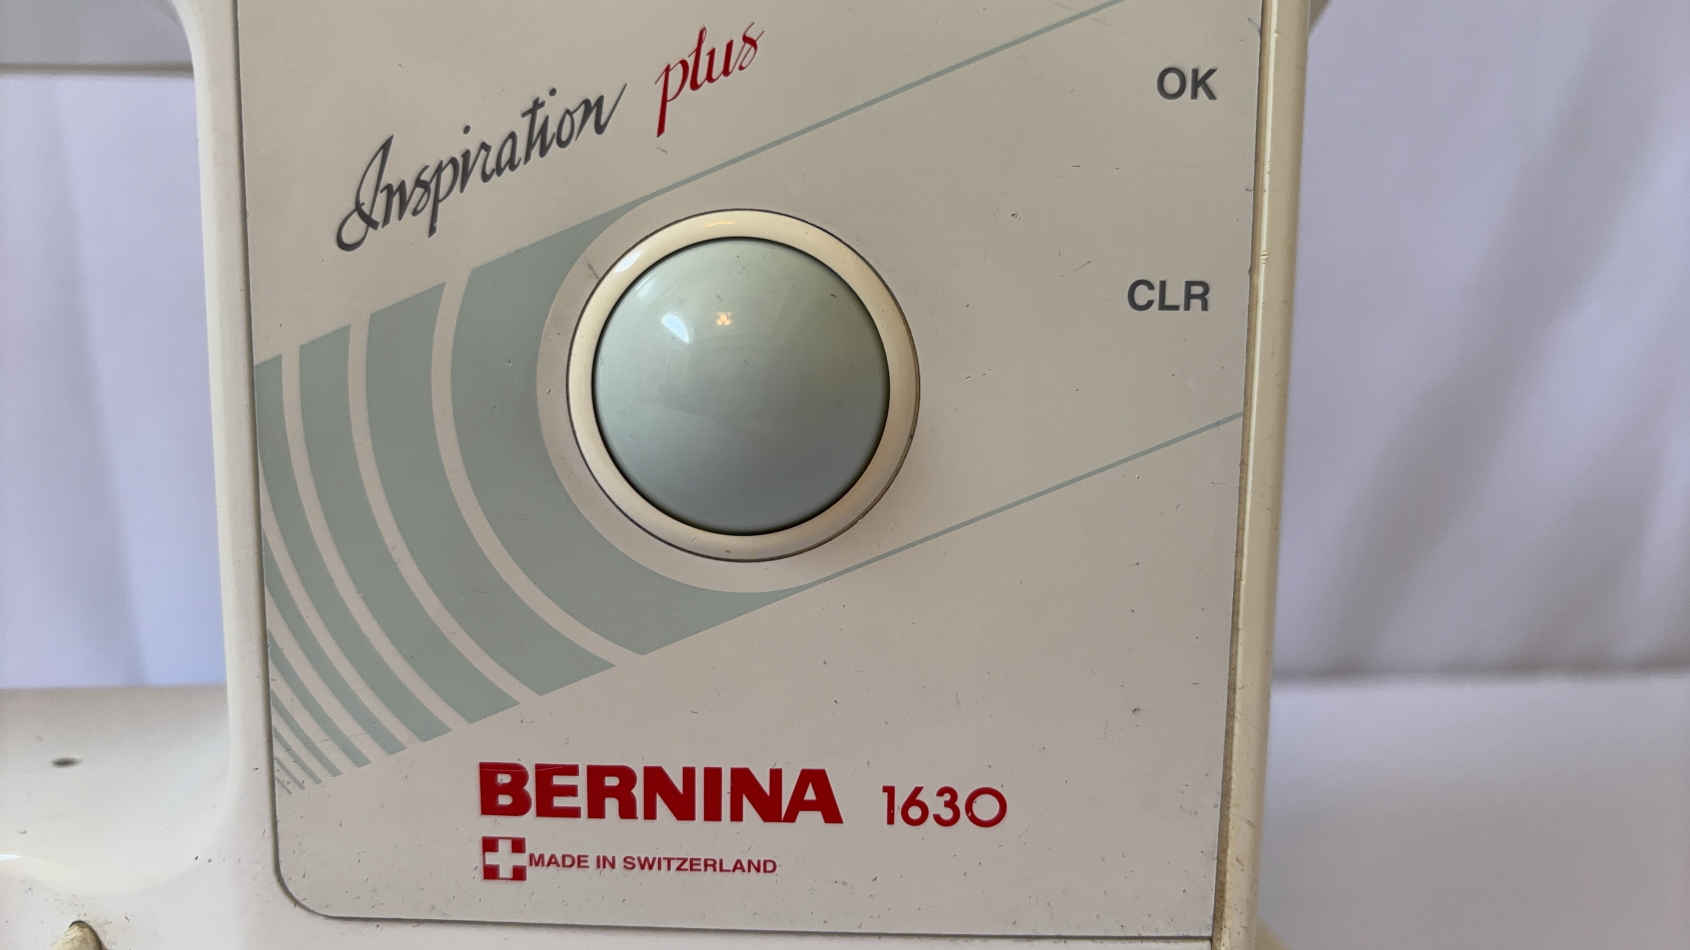 Inspiration plus
OK
CLR
BERNINA 1630
MADE IN SWITZERLAND